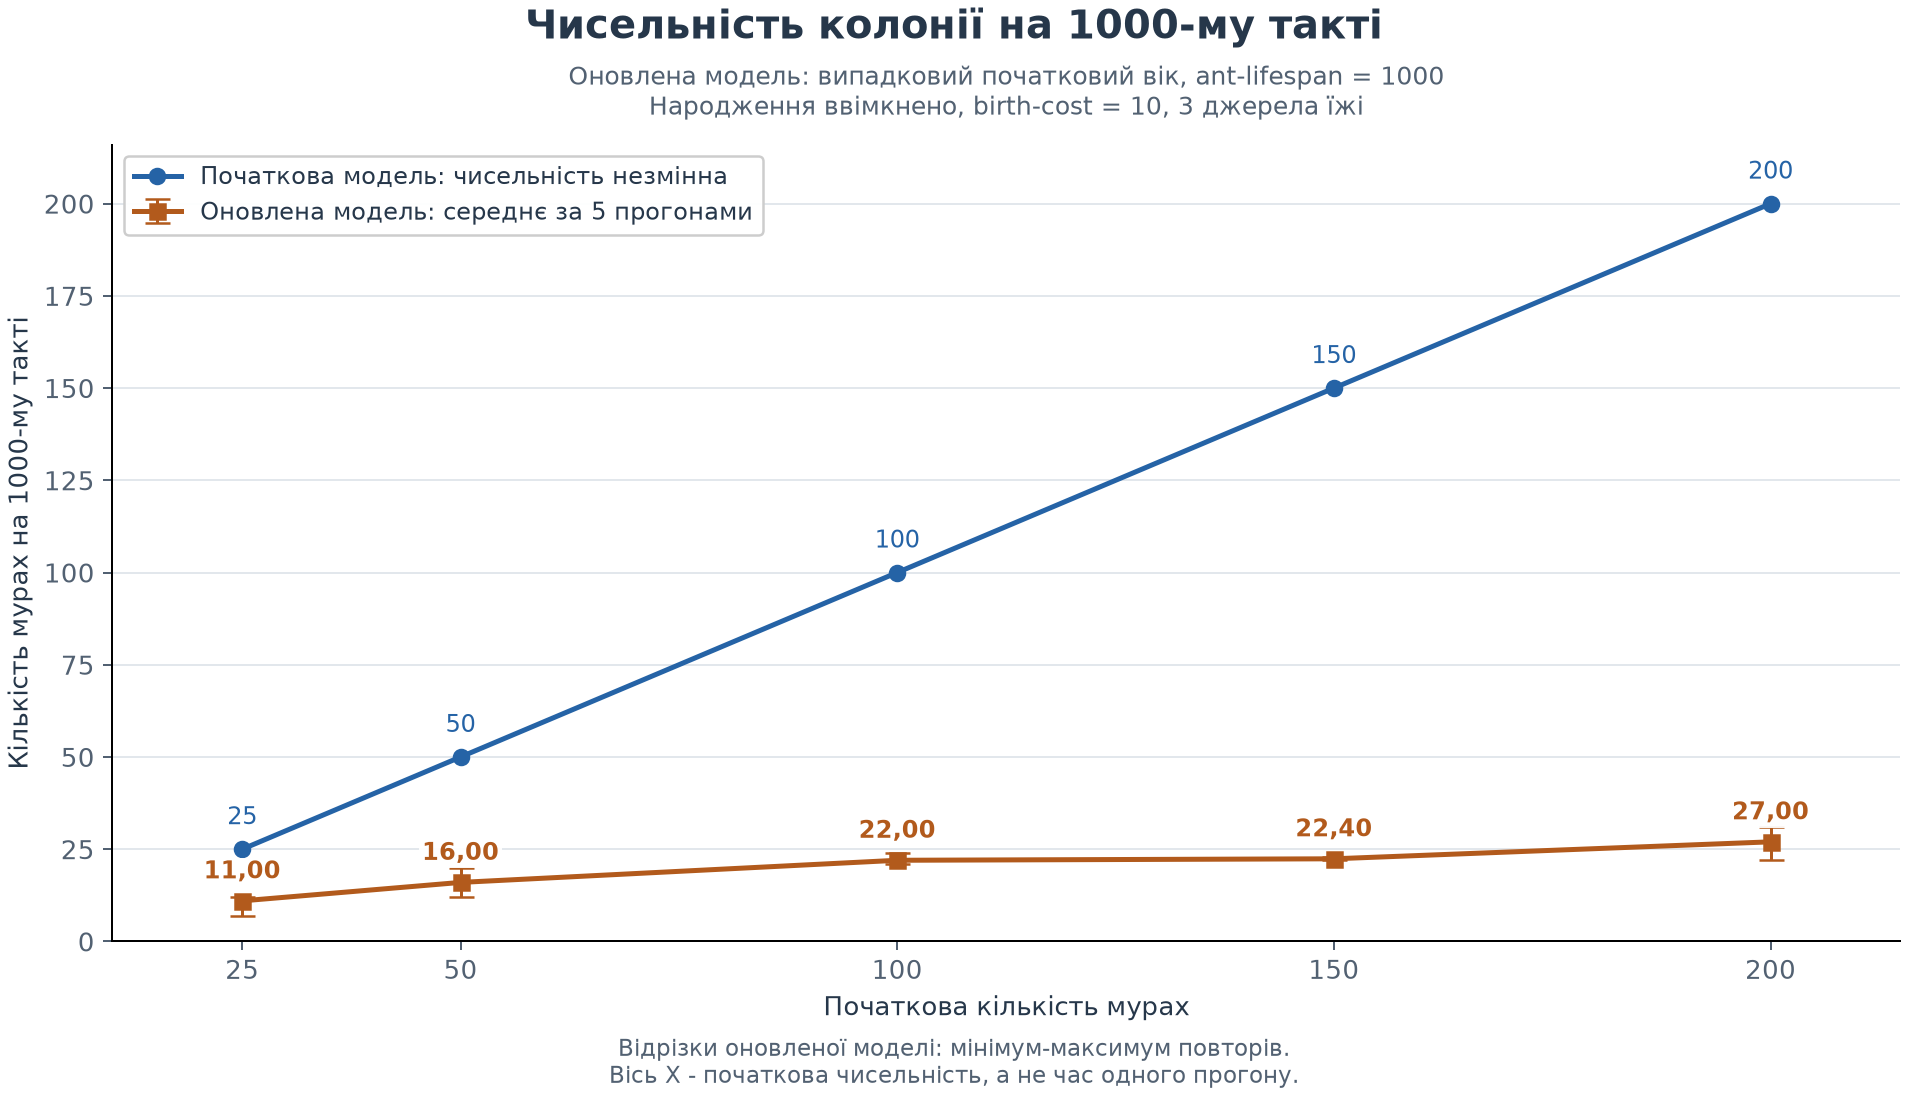 Чисельність колонії на 1000-му такті
Оновлена модель: випадковий початковий вік, ant-lifespan = 1000
Народження ввімкнено, birth-cost = 10, 3 джерела їжі
Початкова модель: чисельність незмінна
Оновлена модель: середнє за 5 прогонами
Кількість мурах на 1000-му такті
200
175
150
125
100
75
50
25
0
25
50
100
150
200
11,00
16,00
22,00
22,40
27,00
25
50
100
150
200
Початкова кількість мурах
Відрізки оновленої моделі: мінімум-максимум повторів.
Вісь X - початкова чисельність, а не час одного прогону.